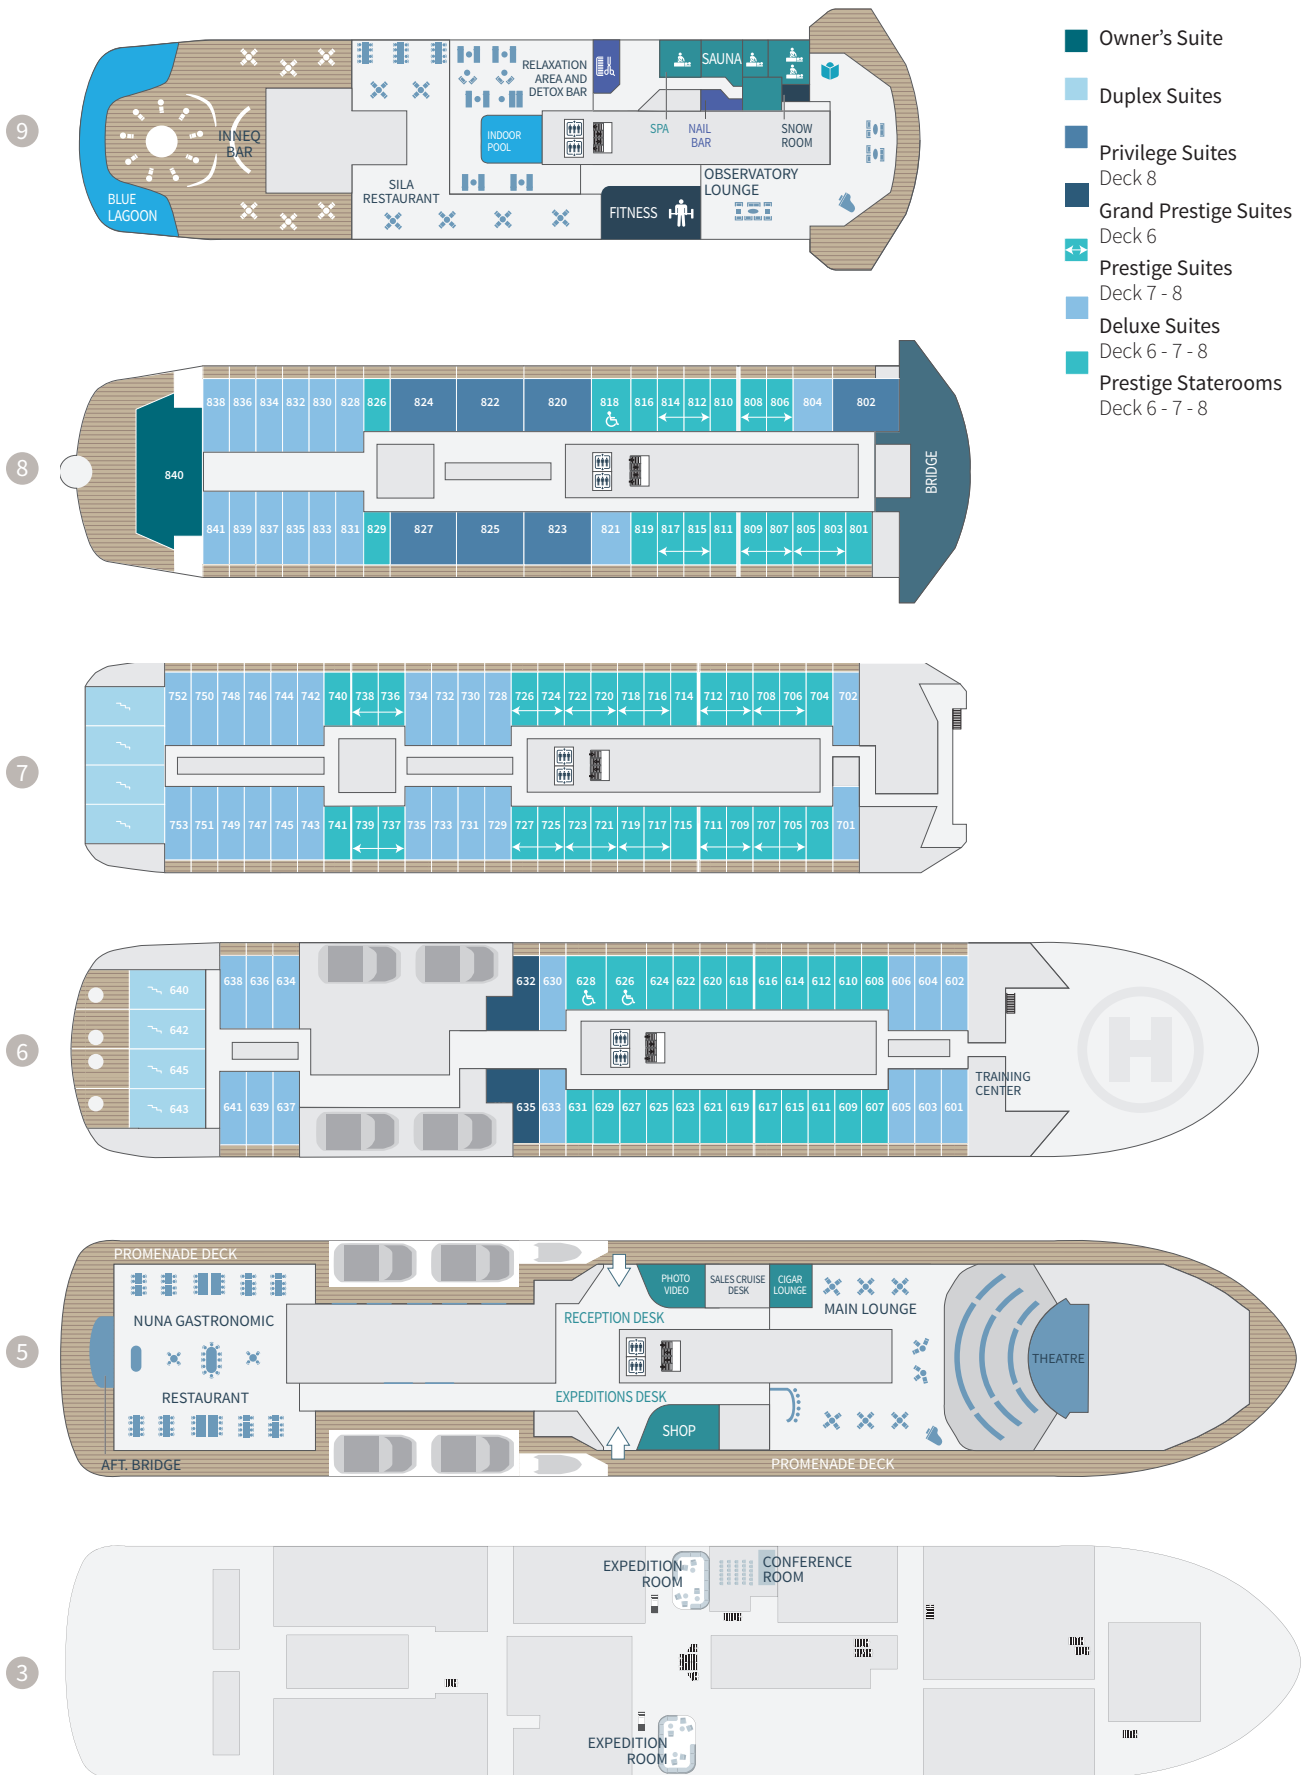 Owner's Suite
Duplex Suites
Privilege Suites
Deck 8
Grand Prestige Suites
Deck 6
Prestige Suites
Deck 7 - 8
Deluxe Suites
Deck 6 - 7 - 8
Prestige Staterooms
Deck 6 - 7 - 8
9
BLUE
LAGOON
INNEQ
BAR
SILA
RESTAURANT
RELAXATION
AREA AND
DETOX BAR
INDOOR
POOL
SAUNA
SPA
NAIL
BAR
SNOW
ROOM
FITNESS
OBSERVATORY
LOUNGE
8
838 836 834 832 830 828 826 824 822 820 818 816 814 812 810 808 806 804 802
840
BRIDGE
841 839 837 835 833 831 829 827 825 823 821 819 817 815 811 809 807 805 803 801
7
752 750 748 746 744 742 740 738 736 734 732 730 728 726 724 722 720 718 716 714 712 710 708 706 704 702
753 751 749 747 745 743 741 739 737 735 733 731 729 727 725 723 721 719 717 715 711 709 707 705 703 701
6
638 636 634 632 630 628 626 624 622 620 618 616 614 612 610 608 606 604 602
640
642
645
643
H
TRAINING
CENTER
641 639 637 635 633 631 629 627 625 623 621 619 617 615 611 609 607 605 603 601
5
PROMENADE DECK
NUNA GASTRONOMIC
RESTAURANT
AFT. BRIDGE
RECEPTION DESK
EXPEDITIONS DESK
PHOTO
VIDEO
SALES CRUISE
DESK
CIGAR
LOUNGE
MAIN LOUNGE
THEATRE
SHOP
PROMENADE DECK
3
EXPEDITION
ROOM
CONFERENCE
ROOM
EXPEDITION
ROOM